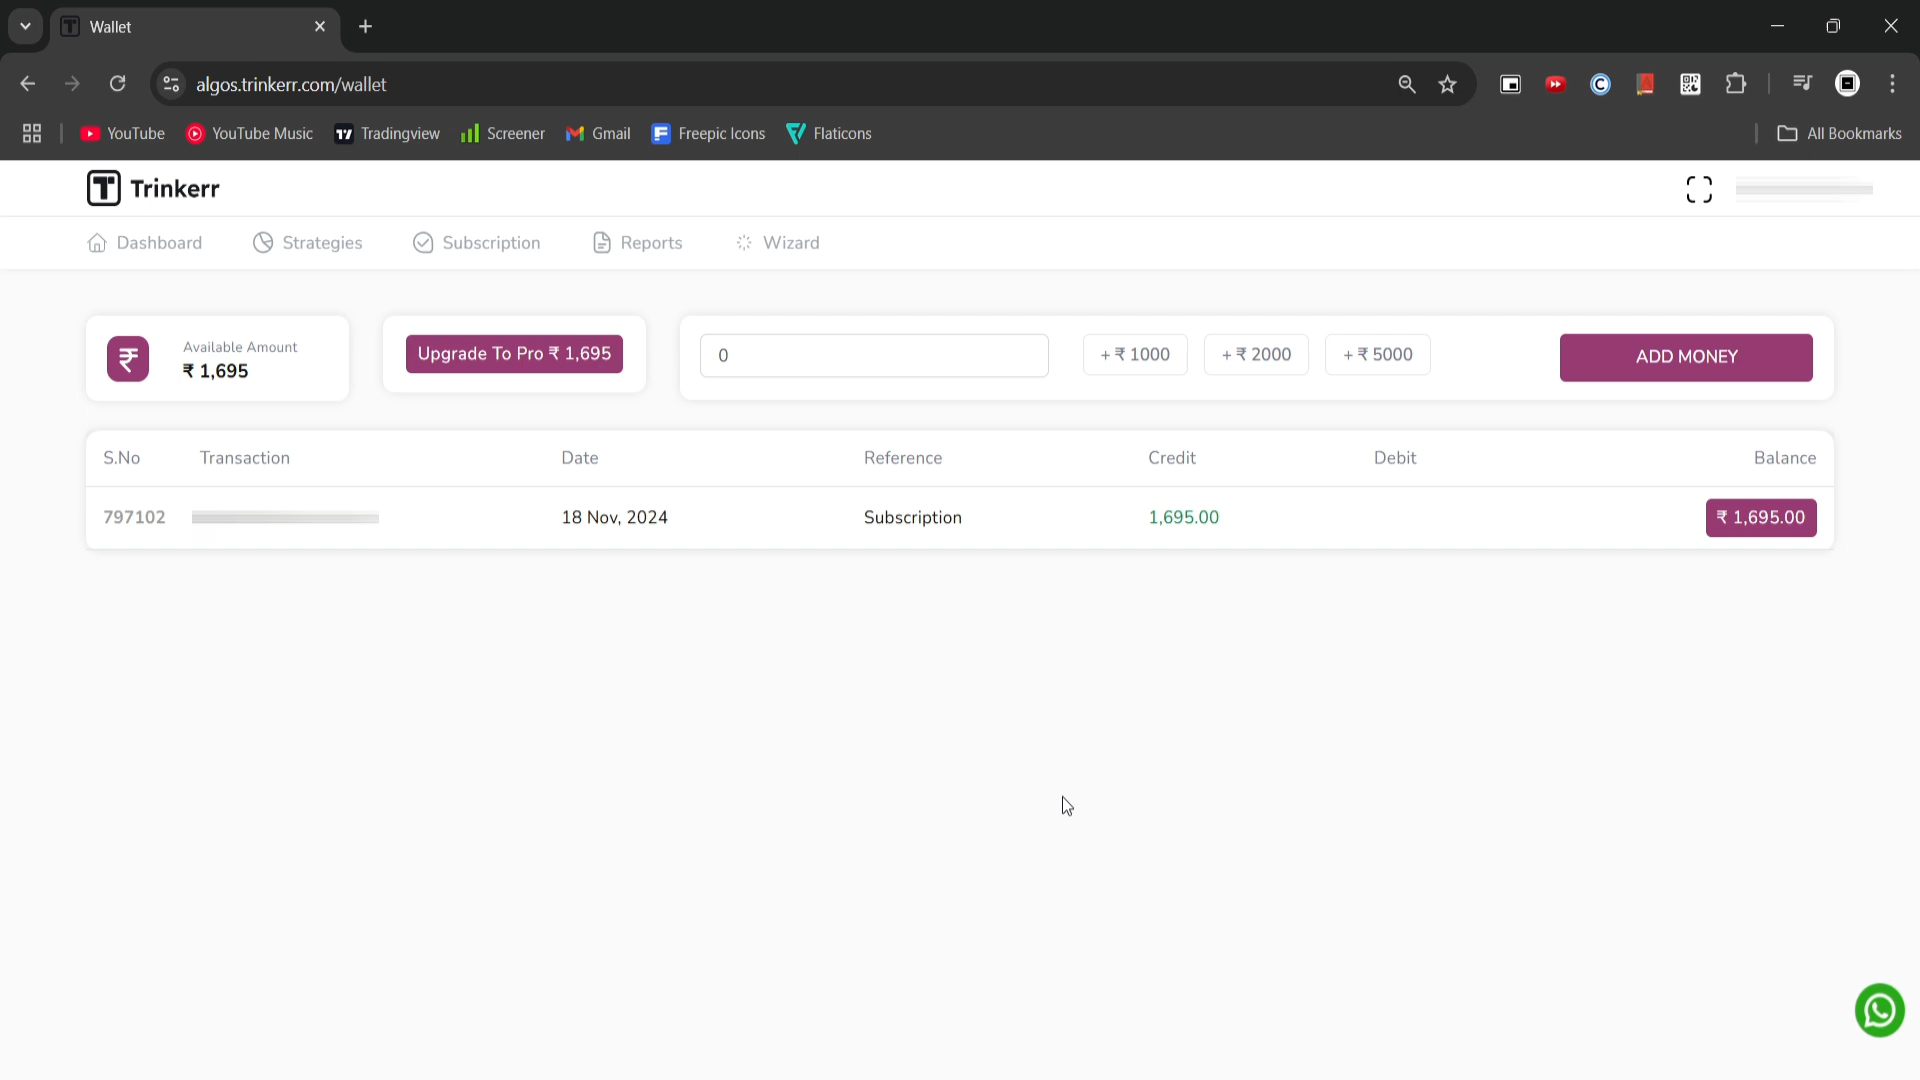 Wallet
algos.trinkerr.com/wallet
YouTube YouTube Music Tradingview Screener Gmail Freepic Icons Flaticons All Bookmarks
Trinkerr
Dashboard Strategies Subscription Reports Wizard
Available Amount
₹ 1,695
Upgrade To Pro ₹ 1,695
0
+ ₹ 1000 + ₹ 2000 + ₹ 5000
ADD MONEY
S.No Transaction Date Reference Credit Debit Balance
797102 18 Nov, 2024 Subscription 1,695.00 ₹ 1,695.00